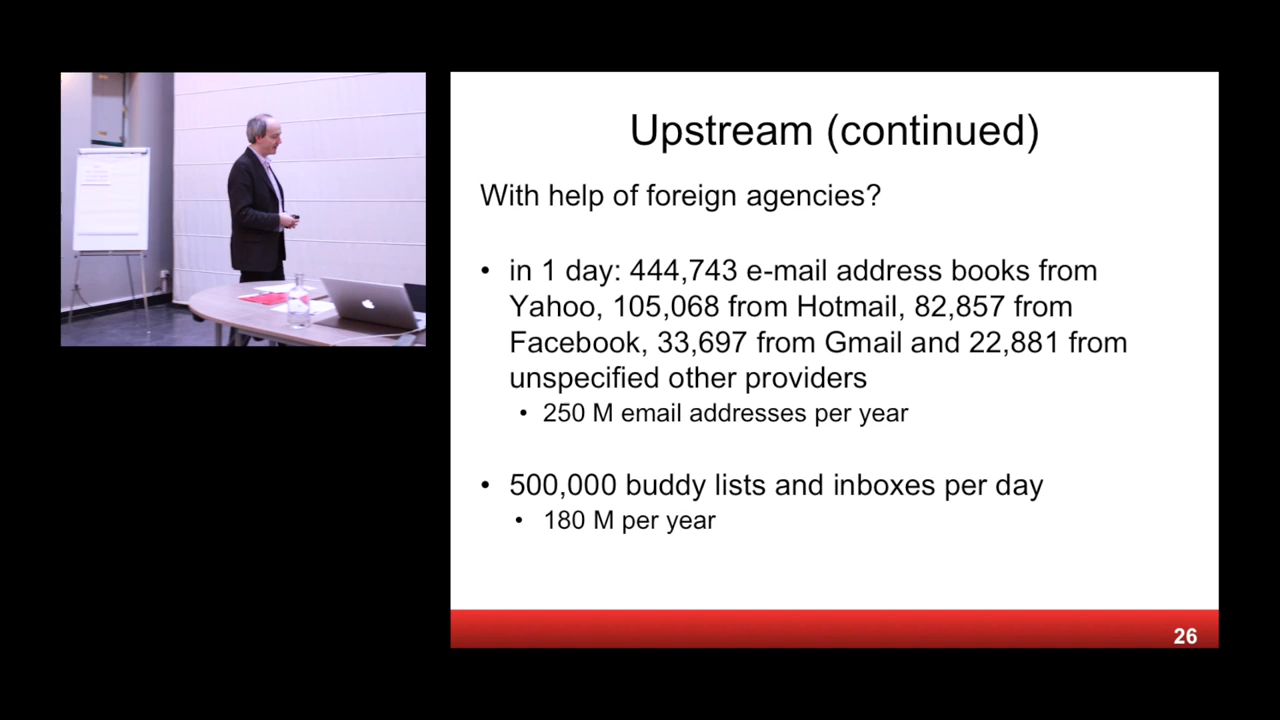 Upstream (continued)
With help of foreign agencies?
• in 1 day: 444,743 e-mail address books from
Yahoo, 105,068 from Hotmail, 82,857 from
Facebook, 33,697 from Gmail and 22,881 from
unspecified other providers
• 250 M email addresses per year
• 500,000 buddy lists and inboxes per day
• 180 M per year
26